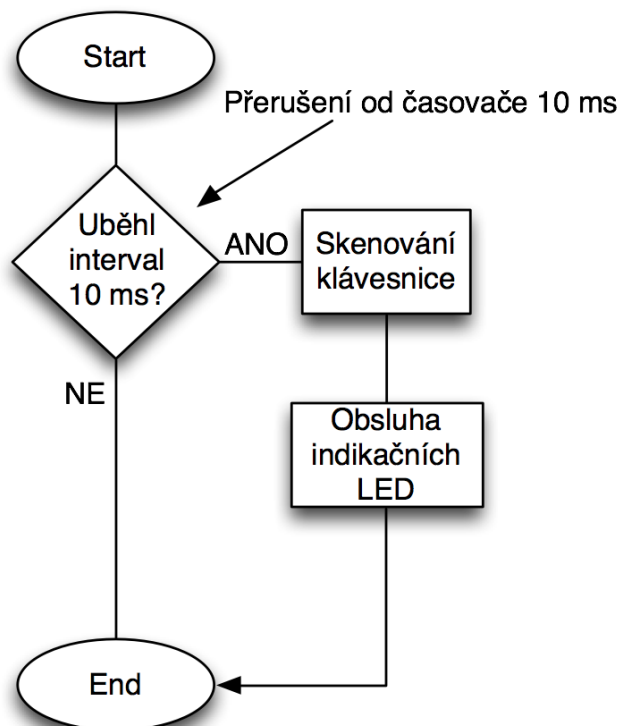 Start
Přerušení od časovače 10 ms
Uběhl
interval
10 ms?
ANO
Skenování
klávesnice
NE
Obsluha
indikačních
LED
End